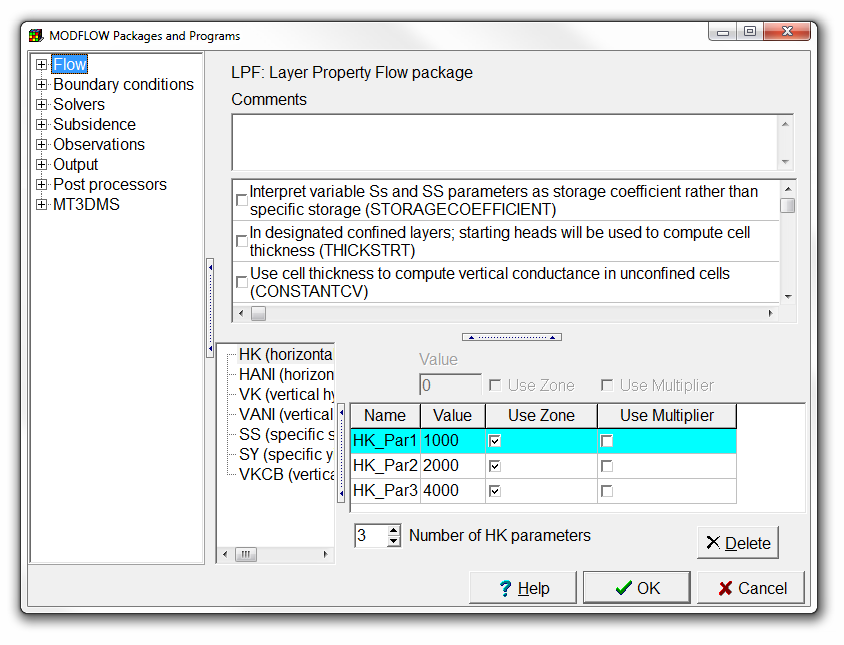 MODFLOW Packages and Programs
Flow
Boundary conditions
Solvers
Subsidence
Observations
Output
Post processors
MT3DMS
LPF: Layer Property Flow package
Comments
Interpret variable Ss and SS parameters as storage coefficient rather than
specific storage (STORAGECOEFFICIENT)
In designated confined layers; starting heads will be used to compute cell
thickness (THICKSTRT)
Use cell thickness to compute vertical conductance in unconfined cells
(CONSTANTCV)
HK (horizonta
HANI (horizon
VK (vertical hy
VANI (vertical
SS (specific s
SY (specific y
VKCB (vertica
Value
0 Use Zone Use Multiplier
Name Value Use Zone Use Multiplier
HK_Par1 1000
HK_Par2 2000
HK_Par3 4000
3 Number of HK parameters
Delete
Help OK Cancel